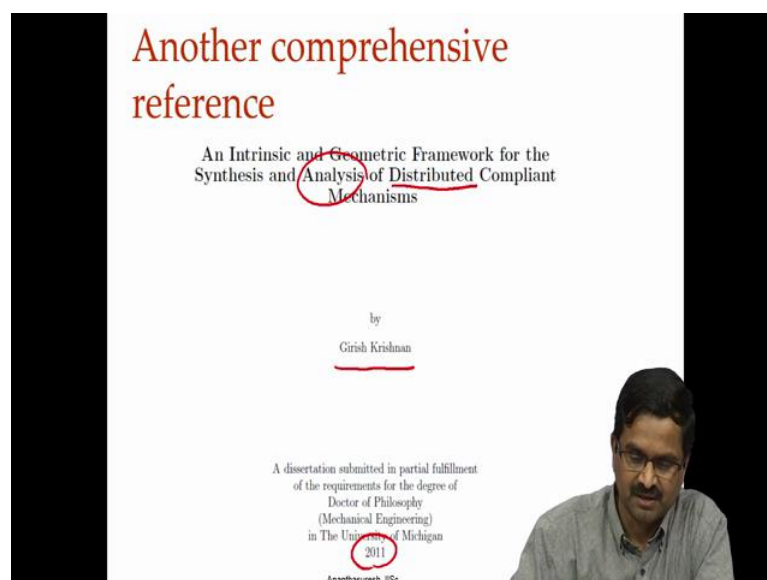 Another comprehensive
reference
An Intrinsic and Geometric Framework for the
Synthesis and Analysis of Distributed Compliant
Mechanisms
by
Girish Krishnan
A dissertation submitted in partial fulfillment
of the requirements for the degree of
Doctor of Philosophy
(Mechanical Engineering)
in The University of Michigan
2011
Ananthasuresh, IISc